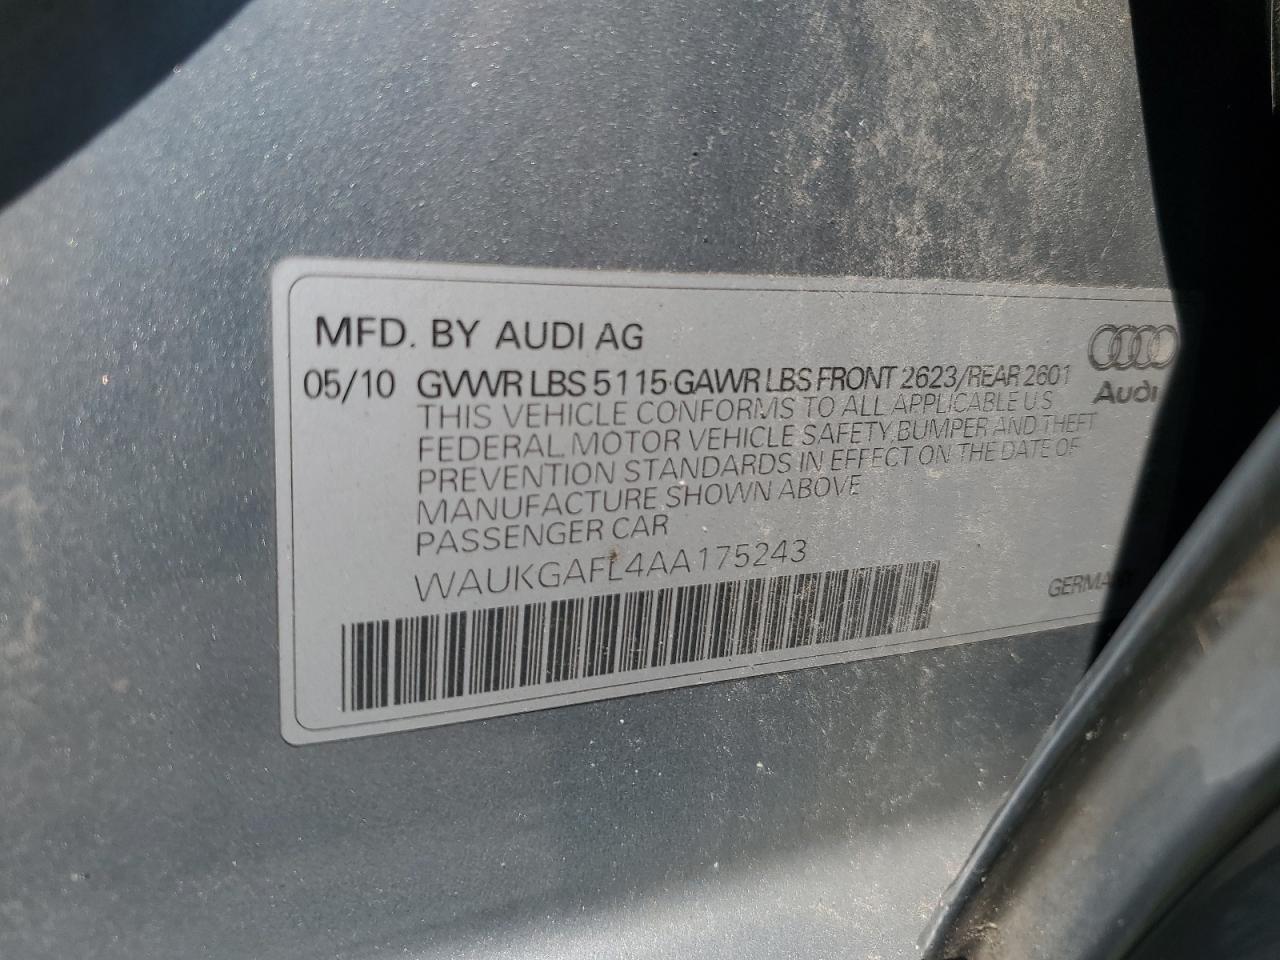 MFD. BY AUDI AG
Audi
05/10 GVWR LBS 5115 GAWR LBS FRONT 2623/REAR 2601
THIS VEHICLE CONFORMS TO ALL APPLICABLE U.S
FEDERAL MOTOR VEHICLE SAFETY, BUMPER AND THEFT
PREVENTION STANDARDS IN EFFECT ON THE DATE OF
MANUFACTURE SHOWN ABOVE
PASSENGER CAR
WAUKGAFL4AA175243
GERMANY